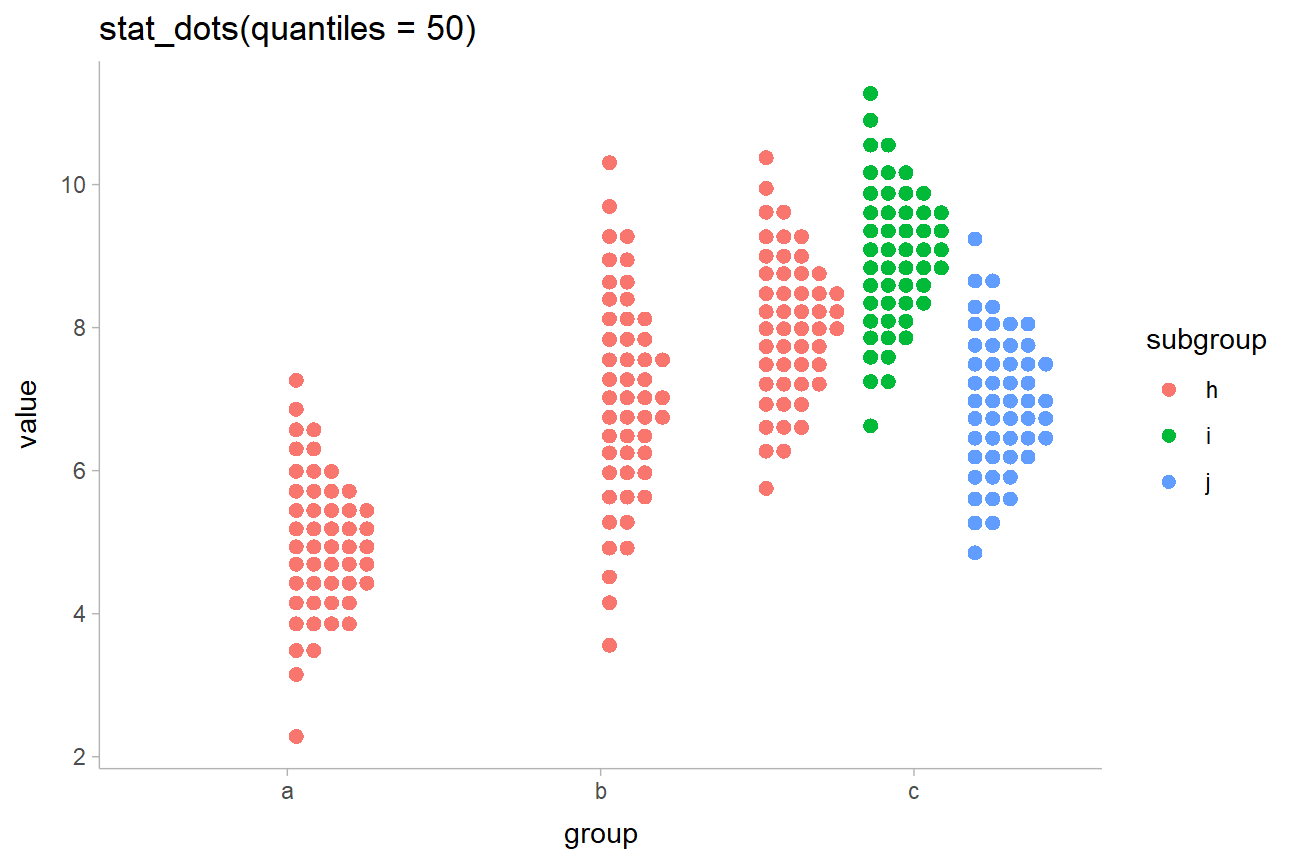 stat_dots(quantiles = 50)
value
10
8
6
4
2
a
b
c
group
subgroup
h
i
j